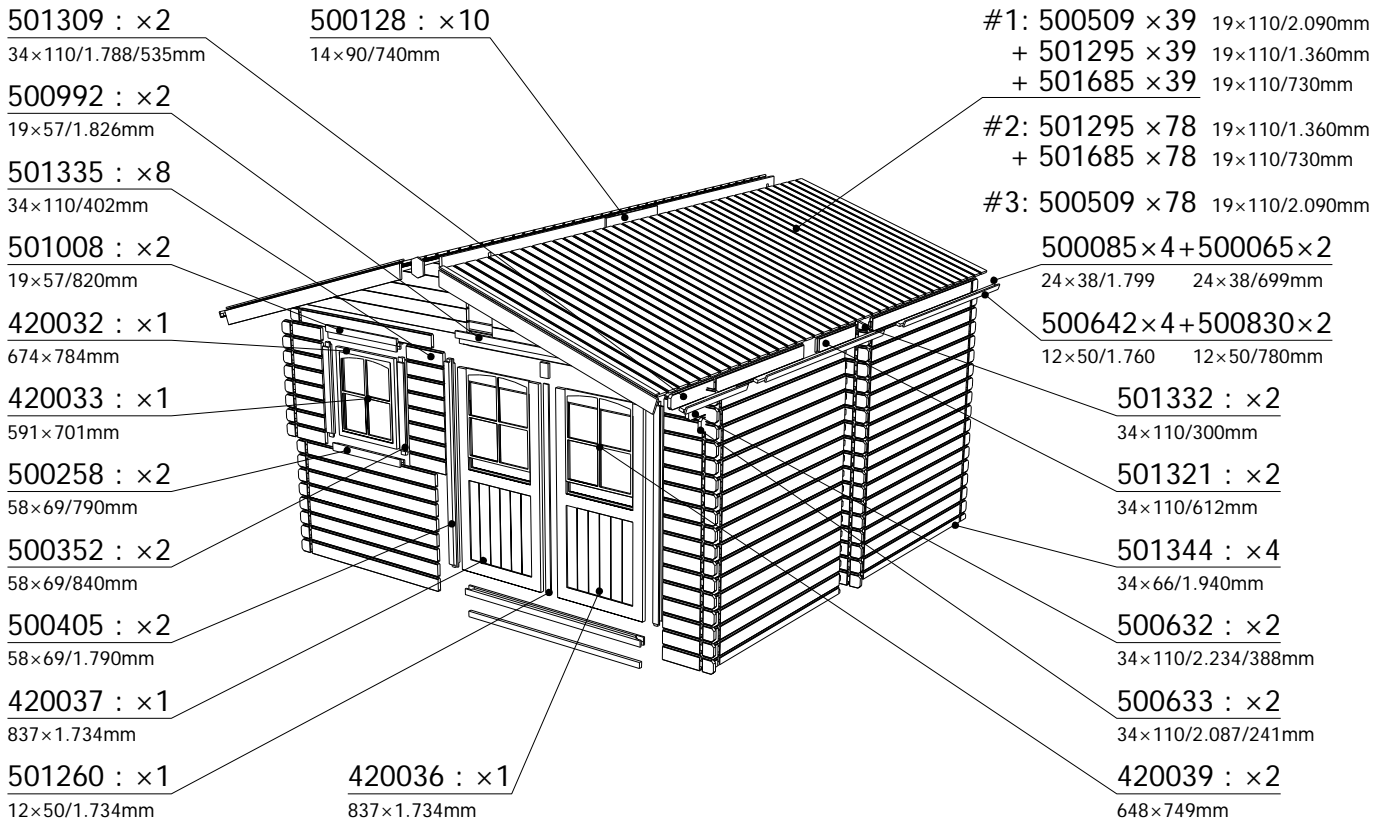 501309 : ×2
34×110/1.788/535mm
500992 : ×2
19×57/1.826mm
501335 : ×8
34×110/402mm
501008 : ×2
19×57/820mm
420032 : ×1
674×784mm
420033 : ×1
591×701mm
500258 : ×2
58×69/790mm
500352 : ×2
58×69/840mm
500405 : ×2
58×69/1.790mm
420037 : ×1
837×1.734mm
501260 : ×1
12×50/1.734mm
500128 : ×10
14×90/740mm
420036 : ×1
837×1.734mm
#1: 500509 ×39 19×110/2.090mm
+ 501295 ×39 19×110/1.360mm
+ 501685 ×39 19×110/730mm
#2: 501295 ×78 19×110/1.360mm
+ 501685 ×78 19×110/730mm
#3: 500509 ×78 19×110/2.090mm
500085×4+500065×2
24×38/1.799 24×38/699mm
500642×4+500830×2
12×50/1.760 12×50/780mm
501332 : ×2
34×110/300mm
501321 : ×2
34×110/612mm
501344 : ×4
34×66/1.940mm
500632 : ×2
34×110/2.234/388mm
500633 : ×2
34×110/2.087/241mm
420039 : ×2
648×749mm